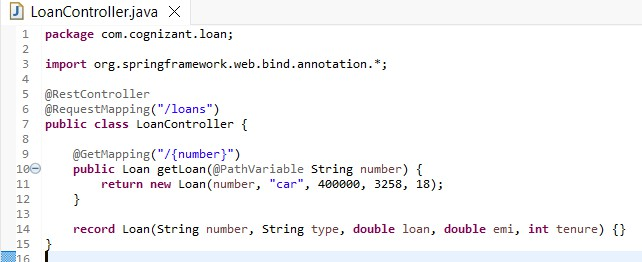 LoanController.java
1 package com.cognizant.loan;
2
3 import org.springframework.web.bind.annotation.*;
4
5 @RestController
6 @RequestMapping("/loans")
7 public class LoanController {
8
9     @GetMapping("/{number}")
10     public Loan getLoan(@PathVariable String number) {
11         return new Loan(number, "car", 400000, 3258, 18);
12     }
13
14     record Loan(String number, String type, double loan, double emi, int tenure) {}
15 }
16